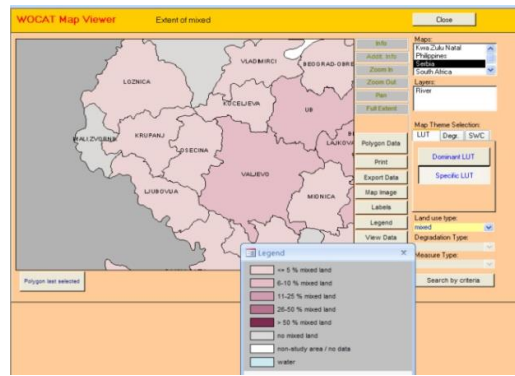 WOCAT Map Viewer
Extent of mixed
Close
Info
Addit. Info
Zoom In
Zoom Out
Pan
Full Extent
Polygon Data
Print
Export Data
Map Image
Labels
Legend
View Data
Maps:
Kwa Zulu Natal
Philippines
Serbia
South Africa
Layers:
River
Map Theme Selection:
LUT
Degr.
SWC
Dominant LUT
Specific LUT
Land use type:
mixed
Degradation Type:
Measure Type:
Search by criteria
VLADIMIRCI
BEOGRAD-OBRE
LOZNICA
KOCELJEVA
UB
MALI ZVORNIK
KRUPANJ
OSECINA
LAJKOVA
VALJEVO
LJUBOVIJA
MIONICA
Polygon last selected
Legend
<= 5 % mixed land
6-10 % mixed land
11-25 % mixed land
26-50 % mixed land
> 50 % mixed land
no mixed land
non-study area / no data
water